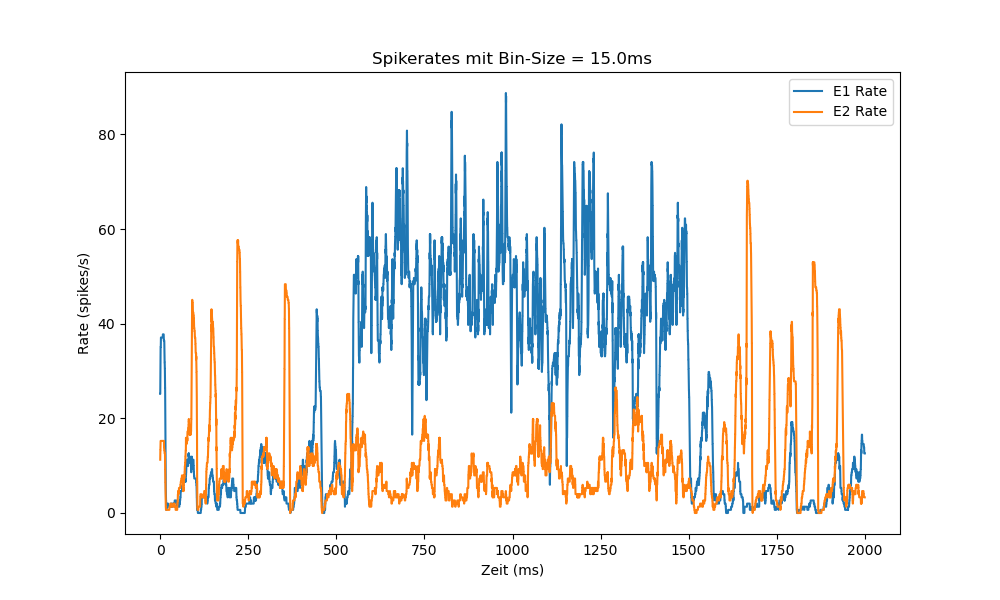 Spikerates mit Bin-Size = 15.0ms
E1 Rate
E2 Rate
Rate (spikes/s)
80
60
40
20
0
0 250 500 750 1000 1250 1500 1750 2000
Zeit (ms)